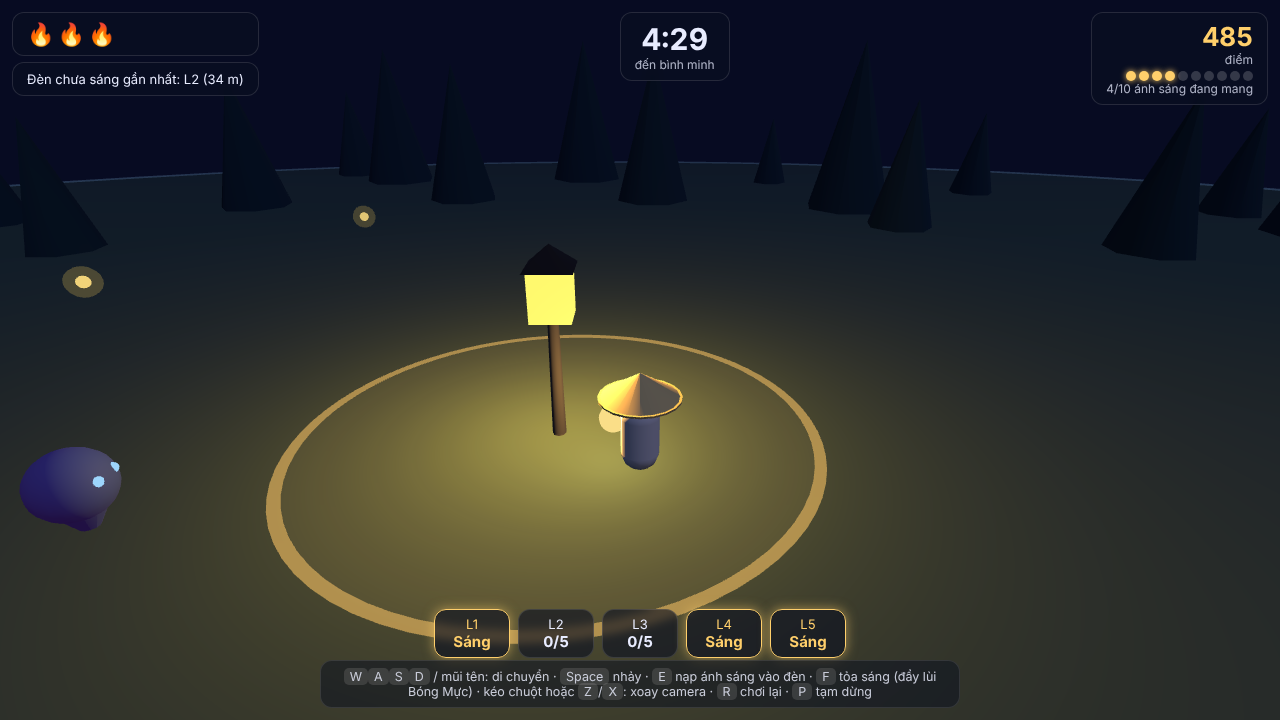 Đèn chưa sáng gần nhất: L2 (34 m)
4:29
đến bình minh
485
điểm
4/10 ánh sáng đang mang
L1
Sáng
L2
0/5
L3
0/5
L4
Sáng
L5
Sáng
W A S D / mũi tên: di chuyển · Space nhảy · E nạp ánh sáng vào đèn · F tỏa sáng (đẩy lùi
Bóng Mực) · kéo chuột hoặc Z / X : xoay camera · R chơi lại · P tạm dừng